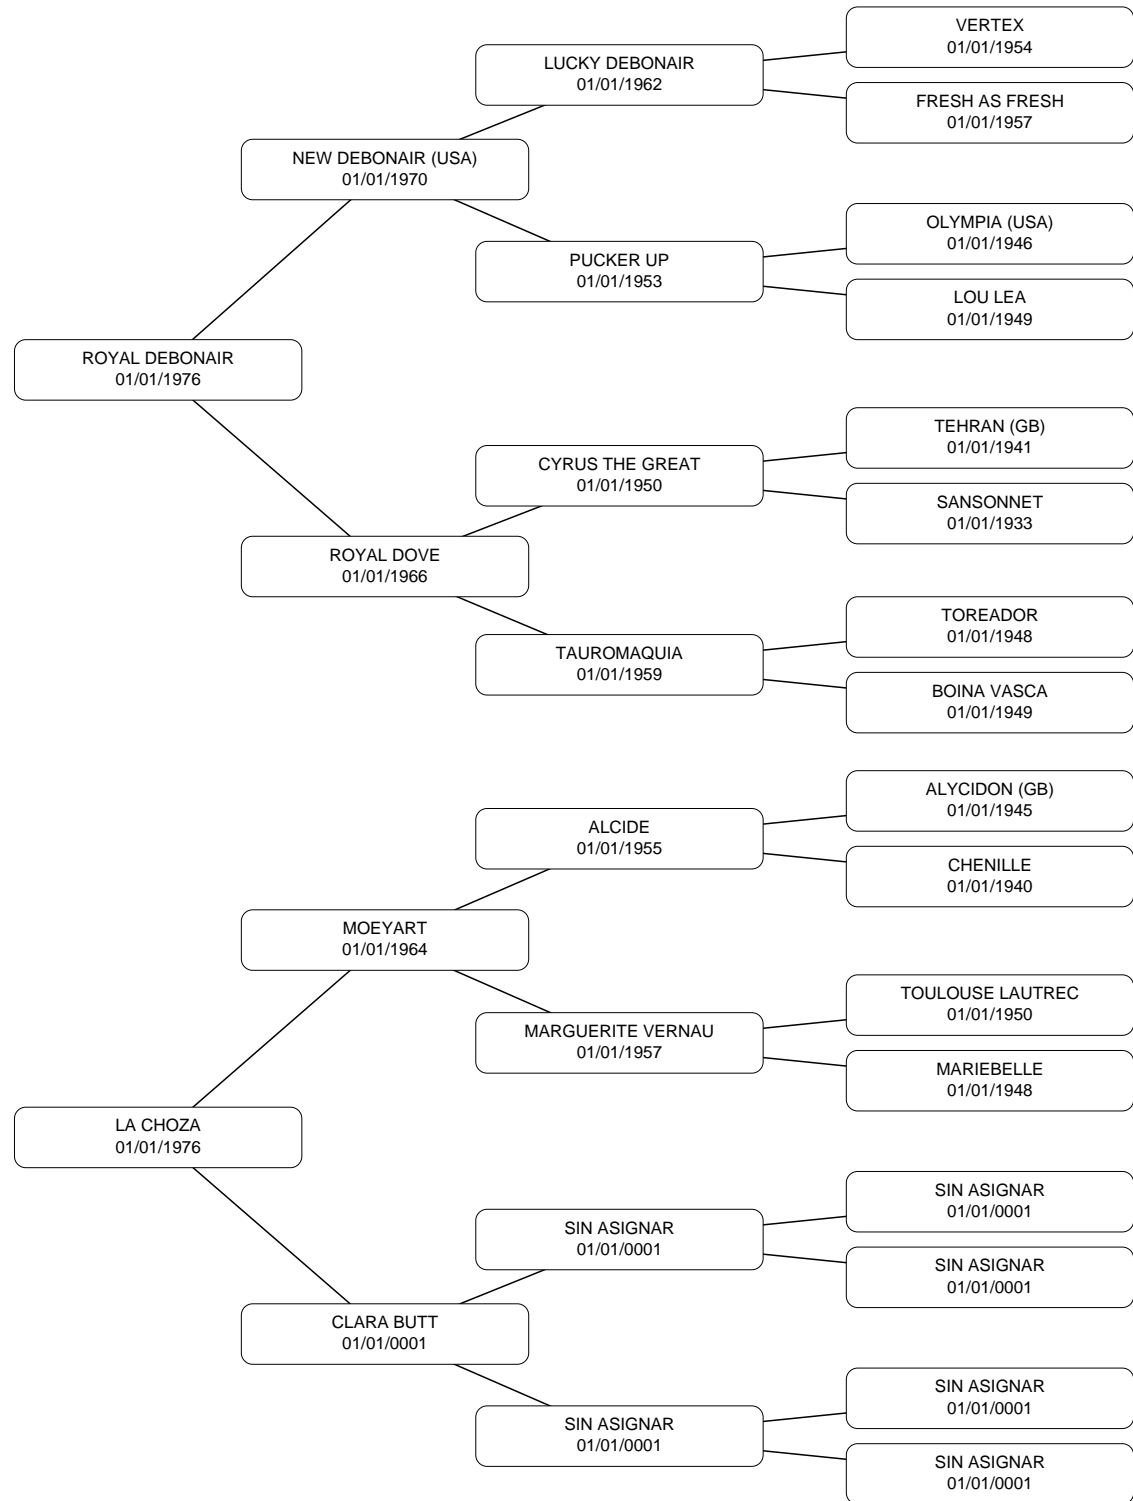 VERTEX
01/01/1954
LUCKY DEBONAIR
01/01/1962
FRESH AS FRESH
01/01/1957
NEW DEBONAIR (USA)
01/01/1970
OLYMPIA (USA)
01/01/1946
PUCKER UP
01/01/1953
LOU LEA
01/01/1949
ROYAL DEBONAIR
01/01/1976
TEHRAN (GB)
01/01/1941
CYRUS THE GREAT
01/01/1950
SANSONNET
01/01/1933
ROYAL DOVE
01/01/1966
TOREADOR
01/01/1948
TAUROMAQUIA
01/01/1959
BOINA VASCA
01/01/1949
ALYCIDON (GB)
01/01/1945
ALCIDE
01/01/1955
CHENILLE
01/01/1940
MOEYART
01/01/1964
TOULOUSE LAUTREC
01/01/1950
MARGUERITE VERNAU
01/01/1957
MARIEBELLE
01/01/1948
LA CHOZA
01/01/1976
SIN ASIGNAR
01/01/0001
SIN ASIGNAR
01/01/0001
SIN ASIGNAR
01/01/0001
CLARA BUTT
01/01/0001
SIN ASIGNAR
01/01/0001
SIN ASIGNAR
01/01/0001
SIN ASIGNAR
01/01/0001